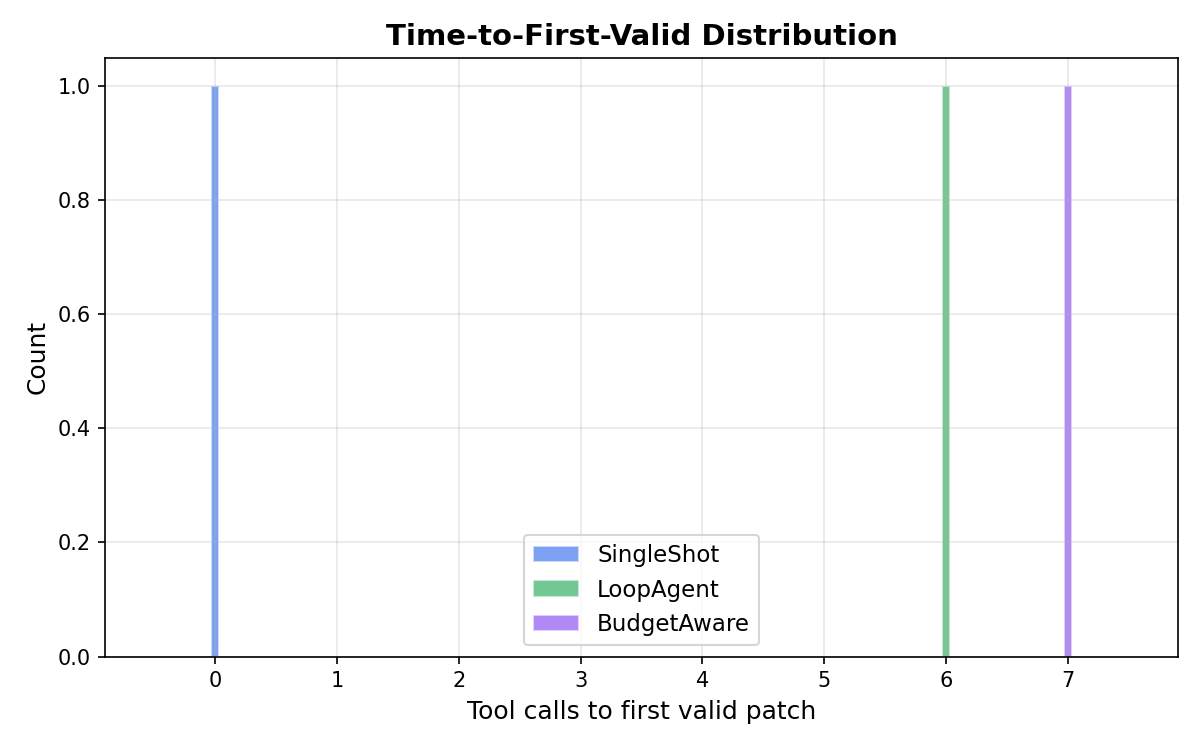 Time-to-First-Valid Distribution
Count
1.0
0.8
0.6
0.4
0.2
0.0
SingleShot
LoopAgent
BudgetAware
0 1 2 3 4 5 6 7
Tool calls to first valid patch